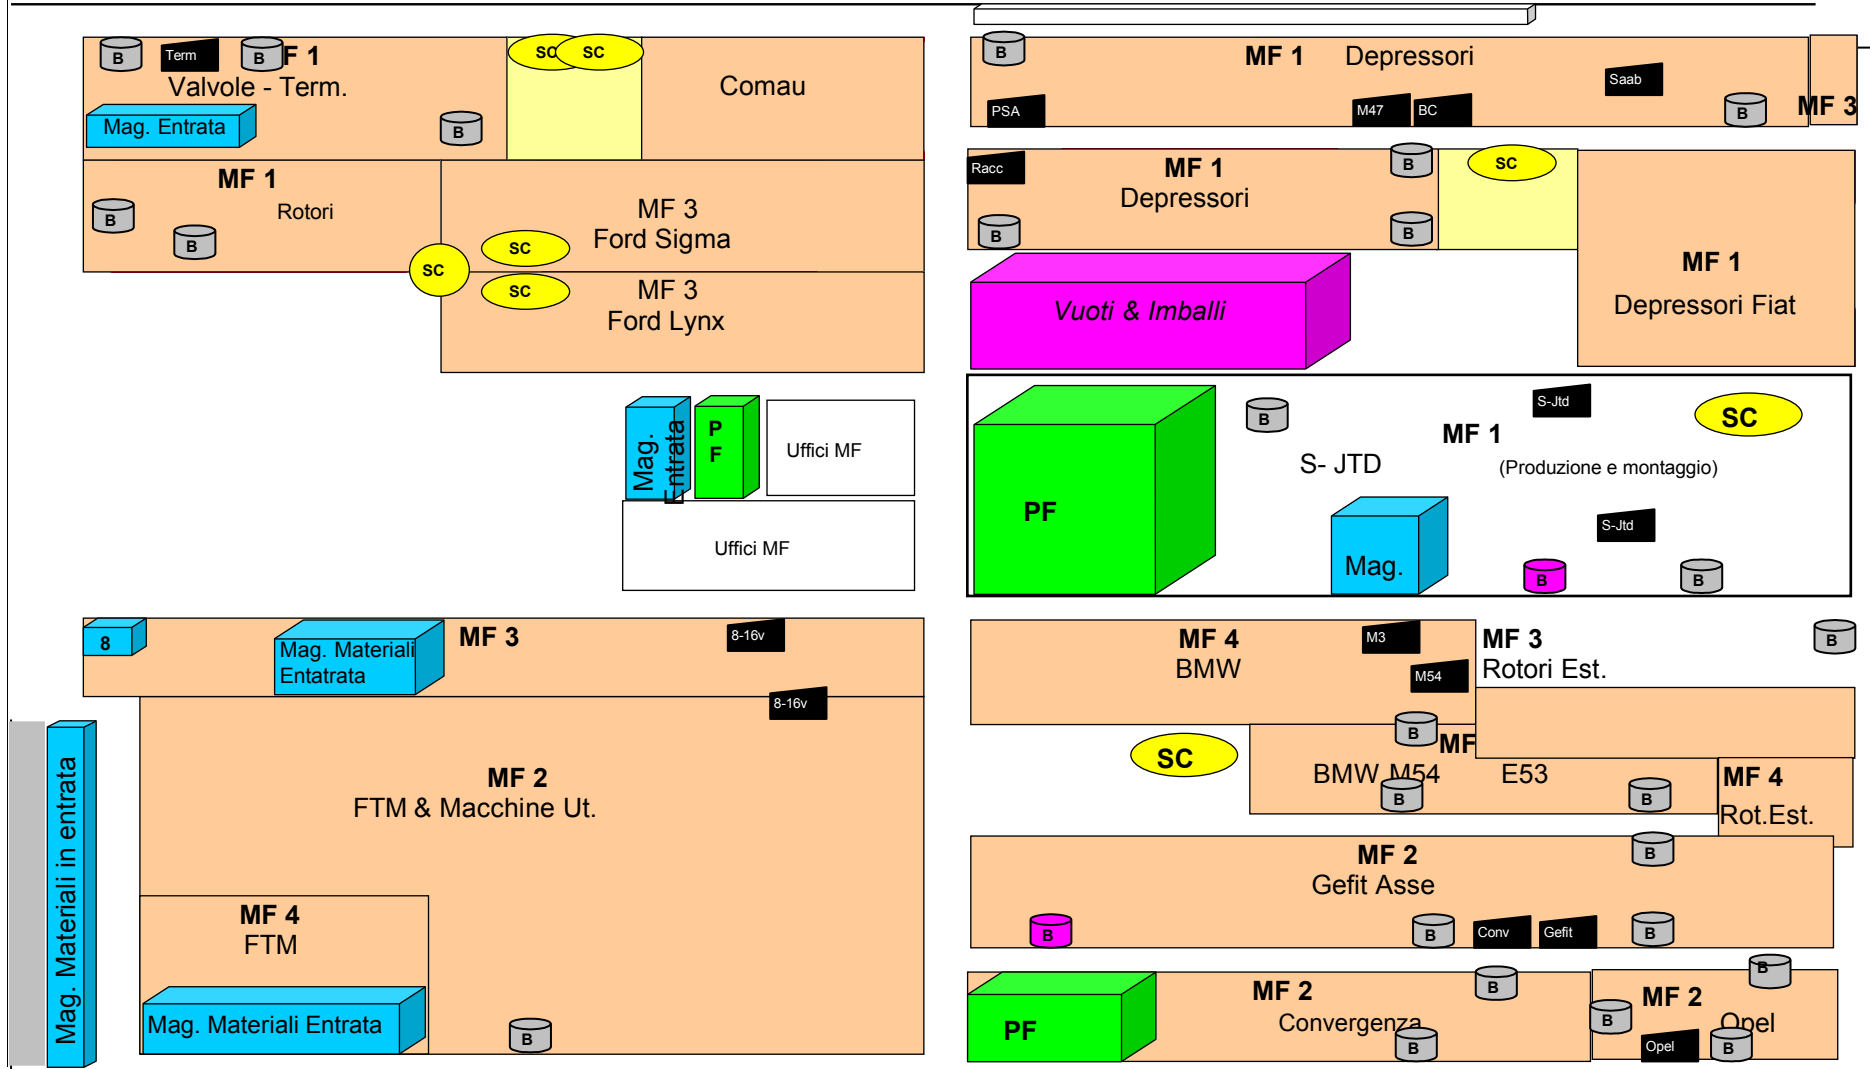 B
Term
B
F 1
Valvole - Term.
Mag. Entrata
B
SC
SC
Comau
MF 1
Rotori
B
B
SC
MF 3
Ford Sigma
SC
MF 3
Ford Lynx
SC
Mag.
Entrata
P
F
Uffici MF
Uffici MF
8
Mag. Materiali
Entatrata
MF 3
8-16v
8-16v
MF 2
FTM & Macchine Ut.
Mag. Materiali in entrata
MF 4
FTM
Mag. Materiali Entrata
B
B
MF 1 Depressori
Saab
PSA
M47
BC
B
MF 3
Racc
MF 1
Depressori
B
SC
B
B
MF 1
Depressori Fiat
Vuoti & Imballi
PF
B
S-Jtd
SC
MF 1
S- JTD
(Produzione e montaggio)
S-Jtd
Mag.
B
B
MF 4
BMW
M3
M54
MF 3
Rotori Est.
B
B
SC
MF
BMW M54 E53
B
B
MF 4
Rot.Est.
MF 2
Gefit Asse
B
B
B
Conv
Gefit
B
PF
MF 2
Convergenza
B
B
B
MF 2
Opel
B
Opel
B